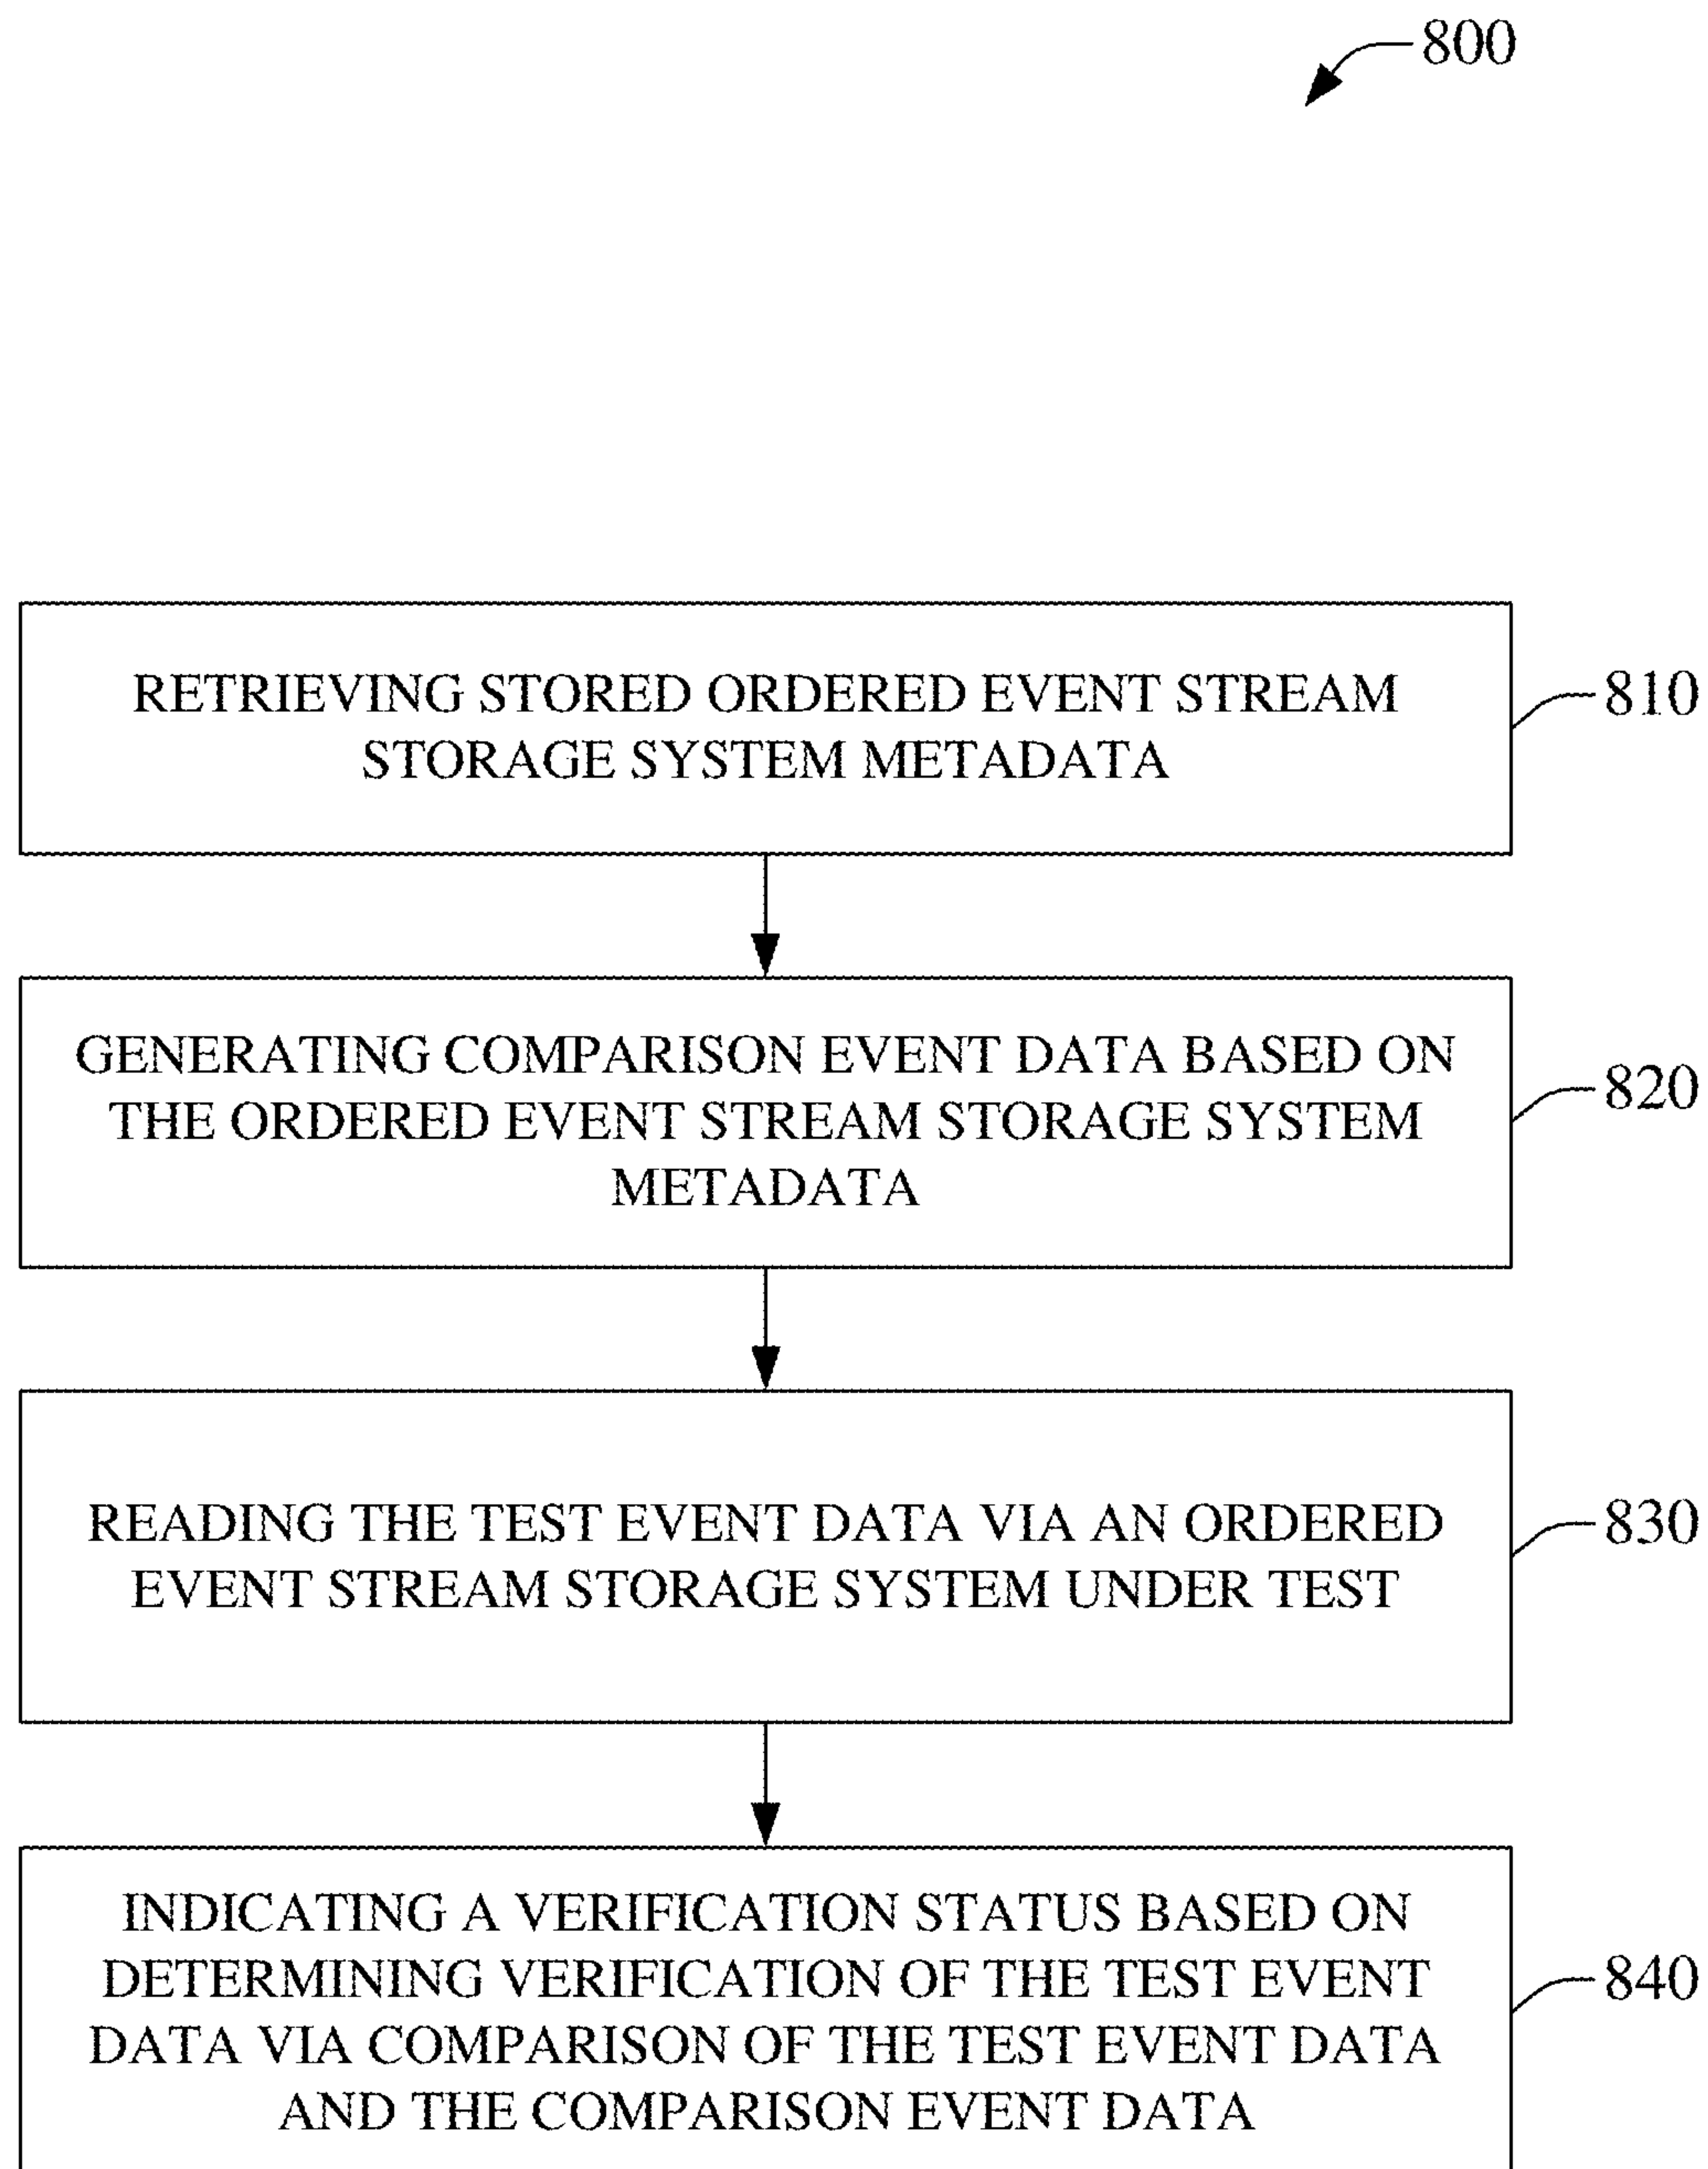 800
RETRIEVING STORED ORDERED EVENT STREAM
STORAGE SYSTEM METADATA
810
GENERATING COMPARISON EVENT DATA BASED ON
THE ORDERED EVENT STREAM STORAGE SYSTEM
METADATA
820
READING THE TEST EVENT DATA VIA AN ORDERED
EVENT STREAM STORAGE SYSTEM UNDER TEST
830
INDICATING A VERIFICATION STATUS BASED ON
DETERMINING VERIFICATION OF THE TEST EVENT
DATA VIA COMPARISON OF THE TEST EVENT DATA
AND THE COMPARISON EVENT DATA
840